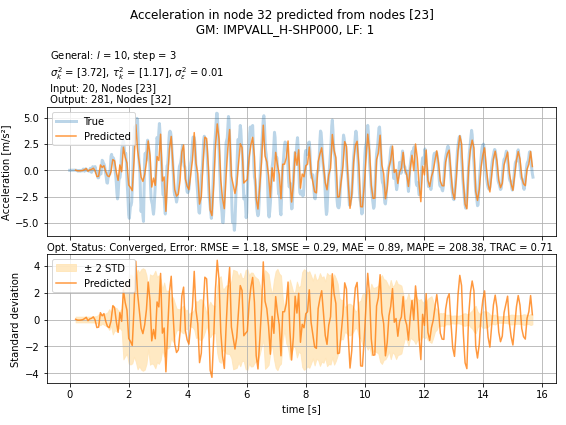 Acceleration in node 32 predicted from nodes [23]
GM: IMPVALL_H-SHP000, LF: 1
General: l = 10, step = 3
σ²ₖ = [3.72], τ²ₖ = [1.17], σ²ε = 0.01
Input: 20, Nodes [23]
Output: 281, Nodes [32]
Acceleration [m/s²]
5.0
2.5
0.0
−2.5
−5.0
True
Predicted
Opt. Status: Converged, Error: RMSE = 1.18, SMSE = 0.29, MAE = 0.89, MAPE = 208.38, TRAC = 0.71
Standard deviation
4
2
0
−2
−4
± 2 STD
Predicted
0 2 4 6 8 10 12 14 16
time [s]